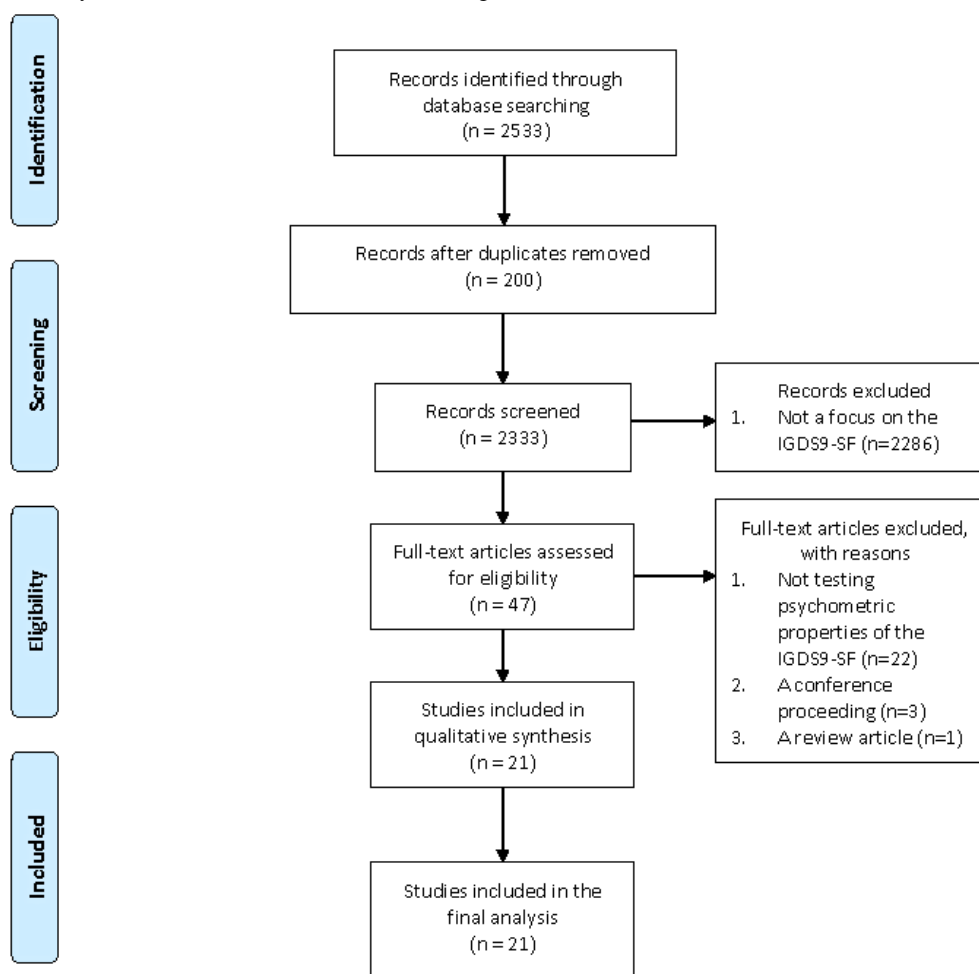 Identification
Records identified through
database searching
(n = 2533)
Records after duplicates removed
(n = 200)
Screening
Records screened
(n = 2333)
Records excluded
1. Not a focus on the
IGDS9-SF (n=2286)
Eligibility
Full-text articles assessed
for eligibility
(n = 47)
Full-text articles excluded,
with reasons
1. Not testing
psychometric
properties of the
IGDS9-SF (n=22)
2. A conference
proceeding (n=3)
3. A review article (n=1)
Studies included in
qualitative synthesis
(n = 21)
Included
Studies included in the
final analysis
(n = 21)